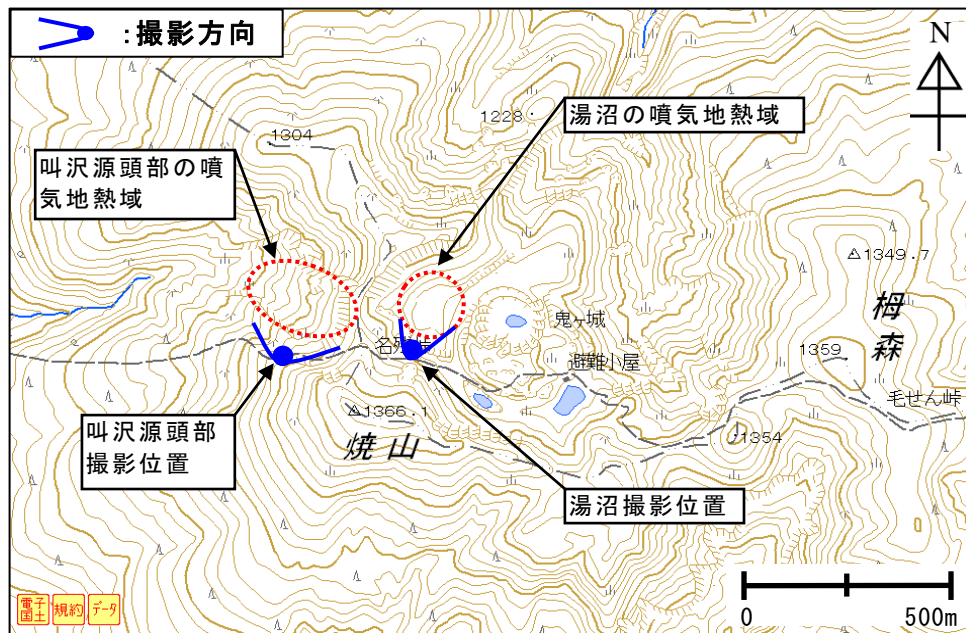 :撮影方向
N
湯沼の噴気地熱域
1228
1304
叫沢源頭部の噴
気地熱域
1349.7
栂森
鬼ヶ城
名残峠
避難小屋
1359
毛せん峠
1366.1
焼山
1354
叫沢源頭部
撮影位置
湯沼撮影位置
0
500m
電子
国土
規約
データ